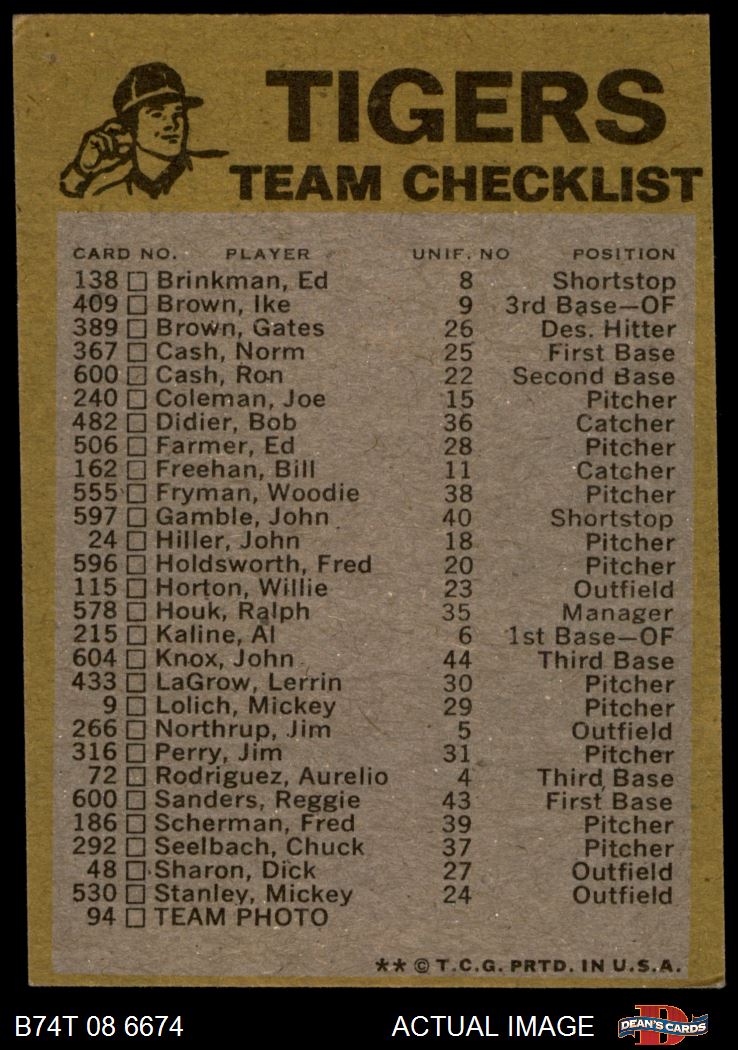 TIGERS
TEAM CHECKLIST
CARD NO. PLAYER UNIF. NO POSITION
138 Brinkman, Ed 8 Shortstop
409 Brown, Ike 9 3rd Base—OF
389 Brown, Gates 26 Des. Hitter
367 Cash, Norm 25 First Base
600 Cash, Ron 22 Second Base
240 Coleman, Joe 15 Pitcher
482 Didier, Bob 36 Catcher
506 Farmer, Ed 28 Pitcher
162 Freehan, Bill 11 Catcher
555 Fryman, Woodie 38 Pitcher
597 Gamble, John 40 Shortstop
24 Hiller, John 18 Pitcher
596 Holdsworth, Fred 20 Pitcher
115 Horton, Willie 23 Outfield
578 Houk, Ralph 35 Manager
215 Kaline, Al 6 1st Base—OF
604 Knox, John 44 Third Base
433 LaGrow, Lerrin 30 Pitcher
9 Lolich, Mickey 29 Pitcher
266 Northrup, Jim 5 Outfield
316 Perry, Jim 31 Pitcher
72 Rodriguez, Aurelio 4 Third Base
600 Sanders, Reggie 43 First Base
186 Scherman, Fred 39 Pitcher
292 Seelbach, Chuck 37 Pitcher
48 Sharon, Dick 27 Outfield
530 Stanley, Mickey 24 Outfield
94 TEAM PHOTO
** © T.C.G. PRTD. IN U.S.A.
B74T 08 6674 ACTUAL IMAGE D DEAN'S CARDS